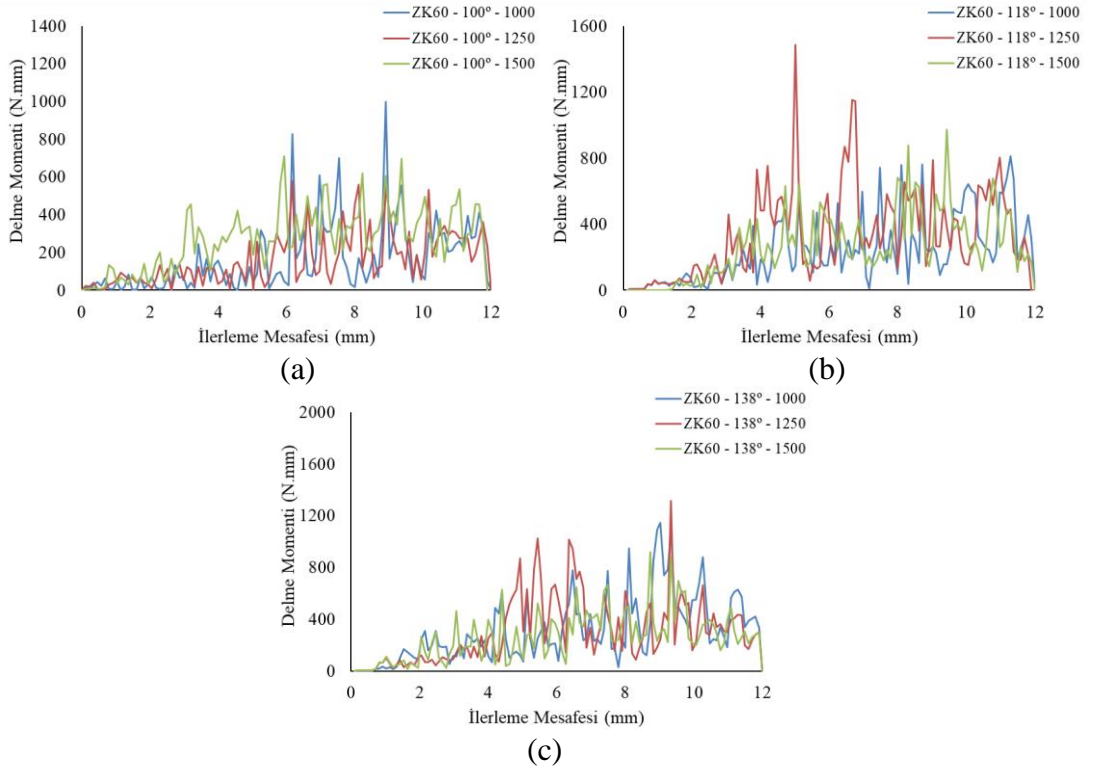 ZK60 - 100º - 1000
ZK60 - 100º - 1250
ZK60 - 100º - 1500
Delme Momenti (N.mm)
1400
1200
1000
800
600
400
200
0
0 2 4 6 8 10 12
İlerleme Mesafesi (mm)
(a)
ZK60 - 118º - 1000
ZK60 - 118º - 1250
ZK60 - 118º - 1500
Delme Momenti (N.mm)
1600
1200
800
400
0
0 2 4 6 8 10 12
İlerleme Mesafesi (mm)
(b)
ZK60 - 138º - 1000
ZK60 - 138º - 1250
ZK60 - 138º - 1500
Delme Momenti (N.mm)
2000
1600
1200
800
400
0
0 2 4 6 8 10 12
İlerleme Mesafesi (mm)
(c)